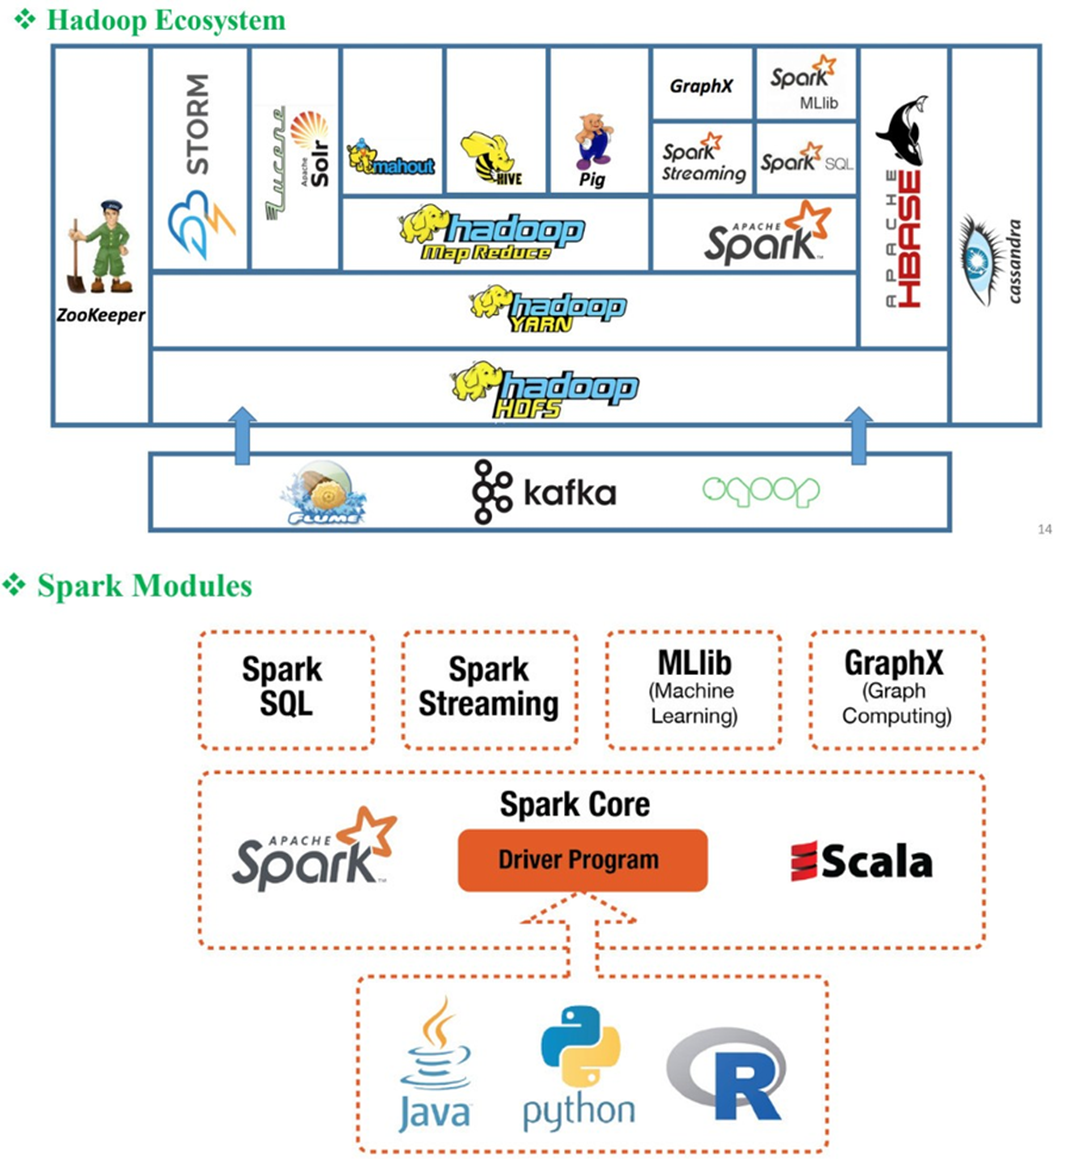 ❖ Hadoop Ecosystem
STORM
Lucene
Apache
Solr
mahout
HIVE
Pig
GraphX
Spark
MLlib
Spark
Streaming
Spark SQL
hadoop
Map Reduce
APACHE
Spark™
APACHE
HBASE
cassandra
ZooKeeper
hadoop
YARN
hadoop
HDFS
FLUME
kafka
sqoop
14
❖ Spark Modules
Spark
SQL
Spark
Streaming
MLlib
(Machine
Learning)
GraphX
(Graph
Computing)
Spark Core
APACHE
Spark™
Driver Program
Scala
Java
python
R